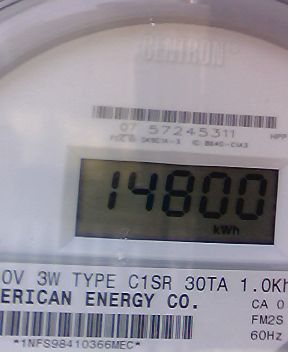 CENTRON
07 57245311
14800
kWh
0V 3W TYPE C1SR 30TA 1.0Kh
ERICAN ENERGY CO.
CA 0
FM2S
60Hz
*1NFS98410366MEC*